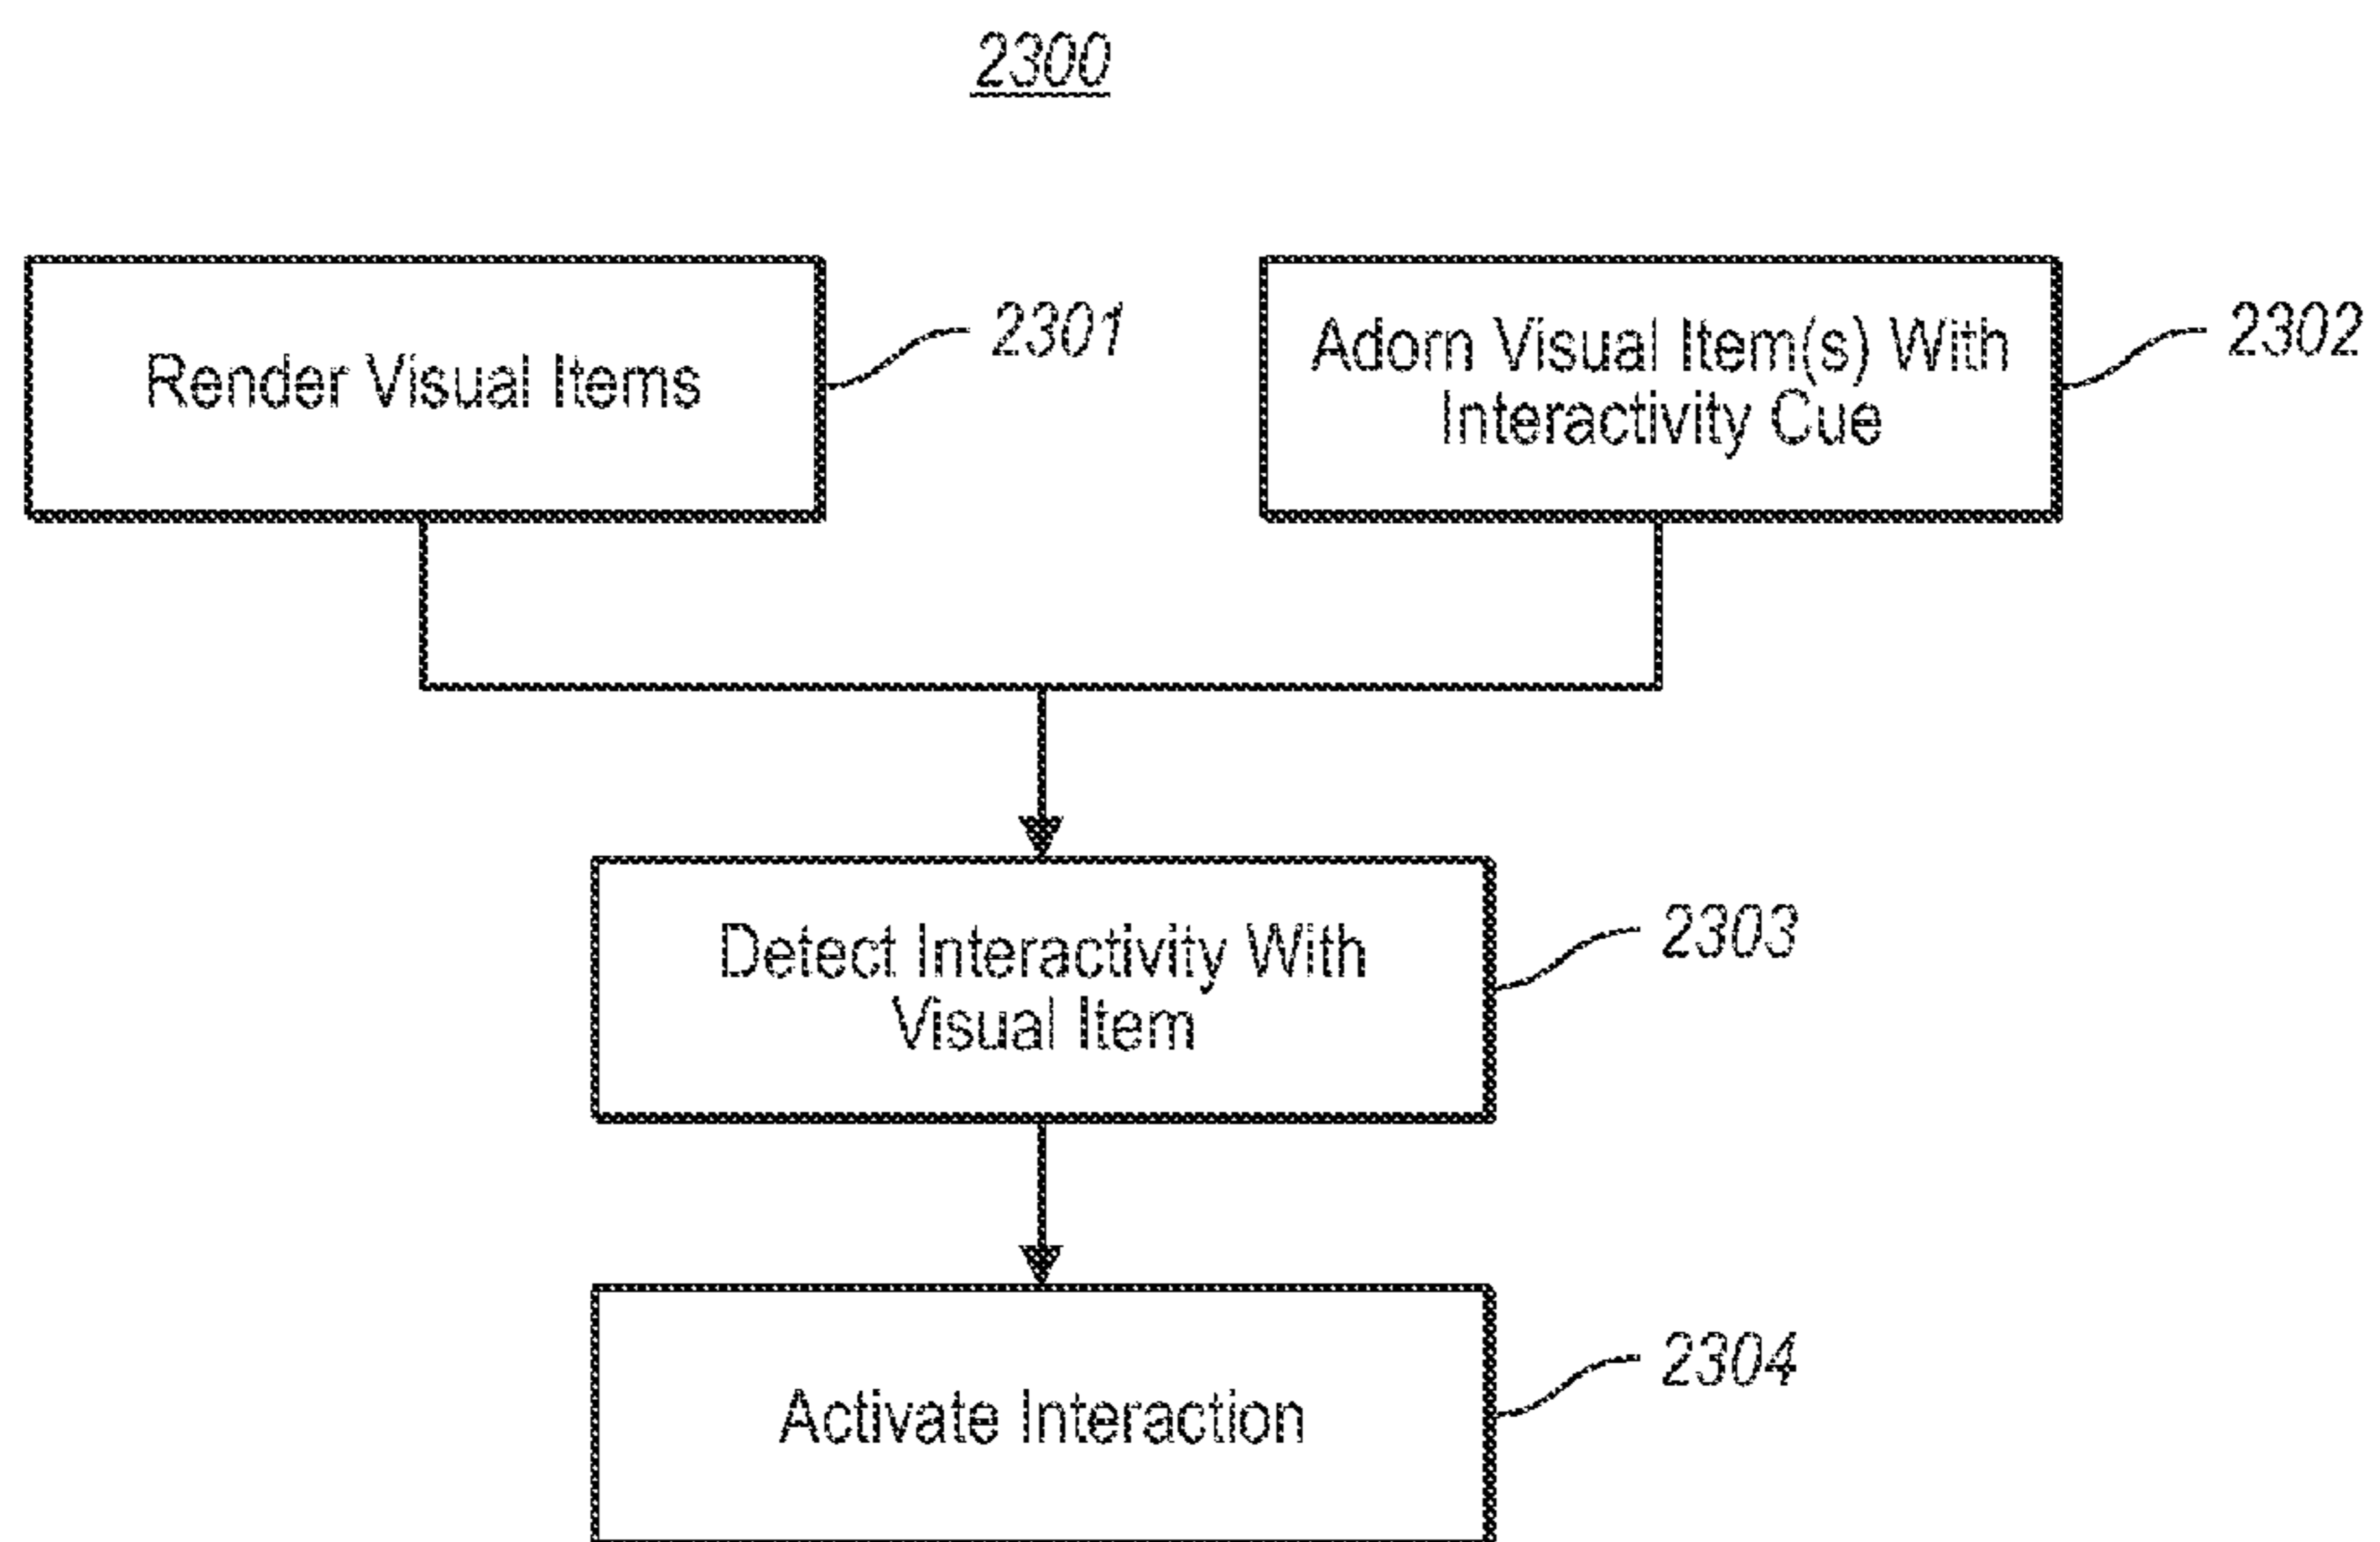 2300
Render Visual Items
2301
Adorn Visual Item(s) With
Interactivity Cue
2302
Detect Interactivity With
Visual Item
2303
Activate Interaction
2304